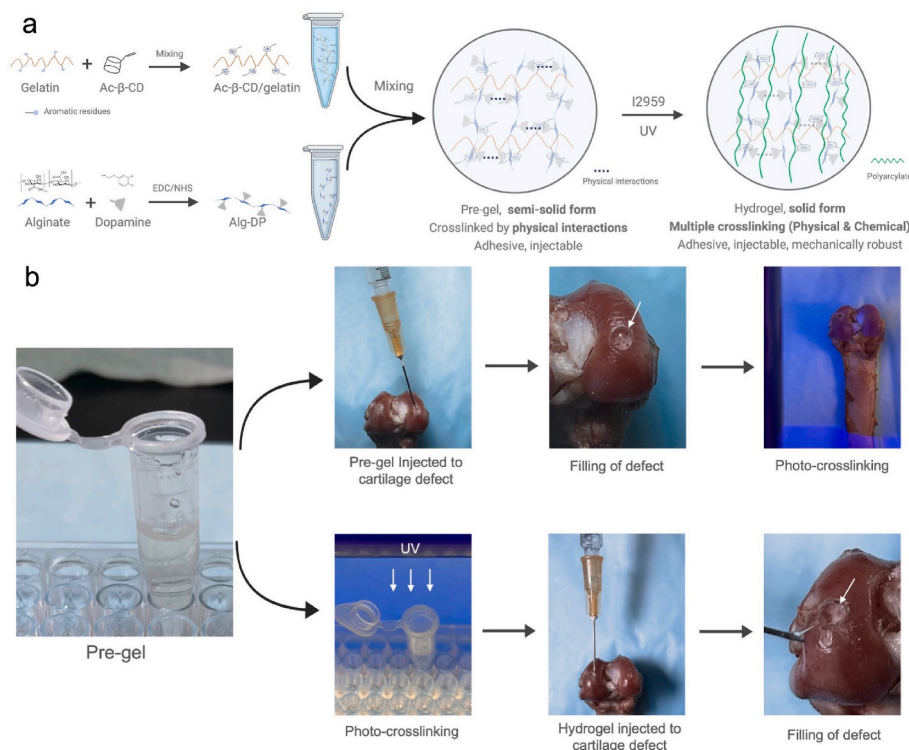 a
Gelatin
+
Ac-β-CD
Mixing
Ac-β-CD/gelatin
Aromatic residues
Alginate
+
Dopamine
EDC/NHS
Alg-DP
Mixing
Physical interactions
Pre-gel, semi-solid form
Crosslinked by physical interactions
Adhesive, injectable
I2959
UV
Polyarcylate
Hydrogel, solid form
Multiple crosslinking (Physical & Chemical)
Adhesive, injectable, mechanically robust
b
Pre-gel
Pre-gel Injected to
cartilage defect
Filling of defect
Photo-crosslinking
UV
Photo-crosslinking
Hydrogel injected to
cartilage defect
Filling of defect